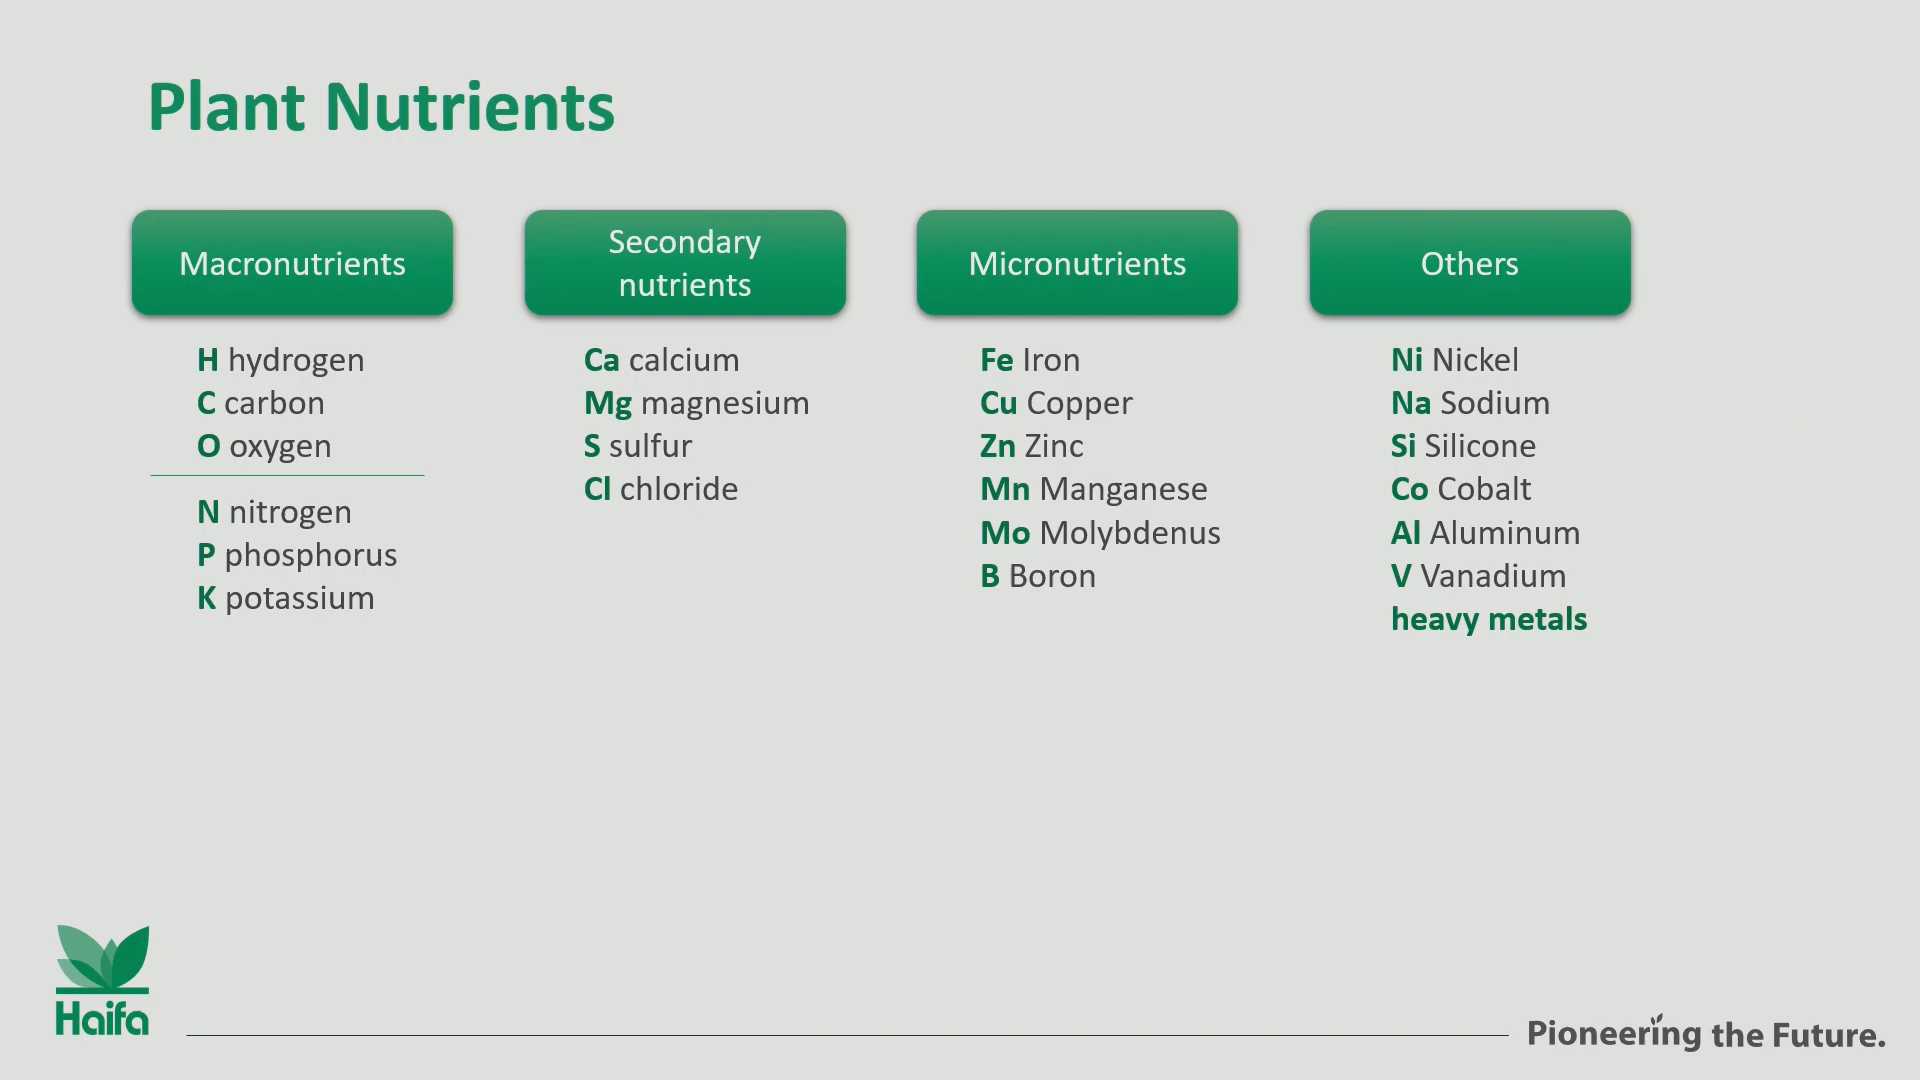 Plant Nutrients
Macronutrients
H hydrogen
C carbon
O oxygen
N nitrogen
P phosphorus
K potassium
Secondary
nutrients
Ca calcium
Mg magnesium
S sulfur
Cl chloride
Micronutrients
Fe Iron
Cu Copper
Zn Zinc
Mn Manganese
Mo Molybdenus
B Boron
Others
Ni Nickel
Na Sodium
Si Silicone
Co Cobalt
Al Aluminum
V Vanadium
heavy metals
Haifa
Pioneering the Future.